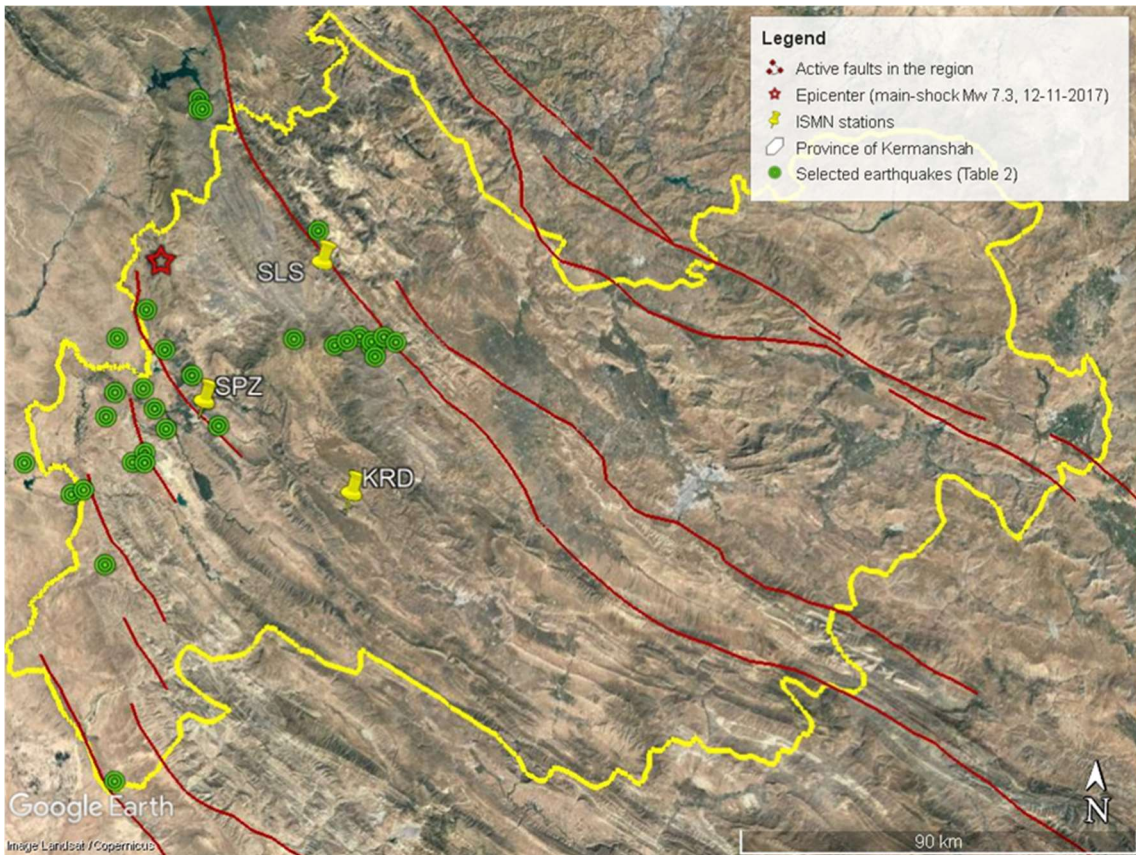 Legend
Active faults in the region
Epicenter (main-shock Mw 7.3, 12-11-2017)
ISMN stations
Province of Kermanshah
Selected earthquakes (Table 2)
SLS
SPZ
KRD
Google Earth
Image Landsat / Copernicus
N
90 km